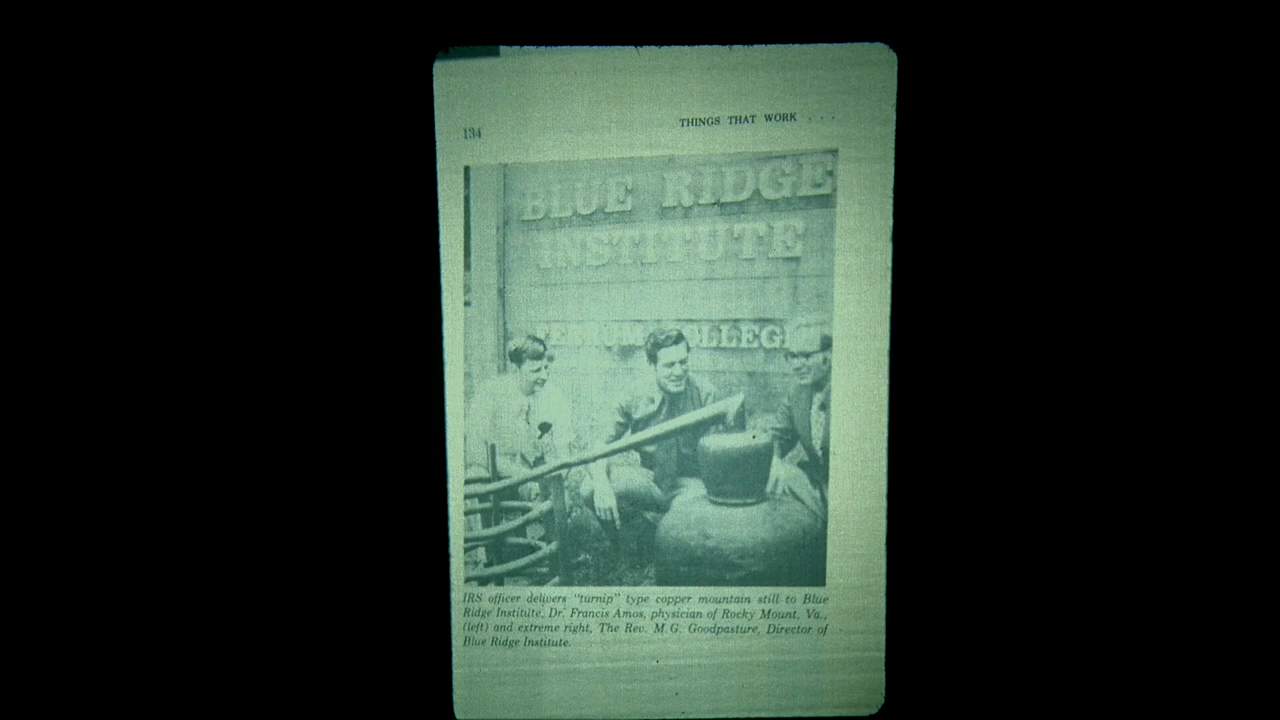 134
THINGS THAT WORK . . .
BLUE RIDGE
INSTITUTE
COLLEGE
IRS officer delivers "turnip" type copper mountain still to Blue
Ridge Institute, Dr. Francis Amos, physician of Rocky Mount, Va.,
(left) and extreme right, The Rev. M.G. Goodpasture, Director of
Blue Ridge Institute.